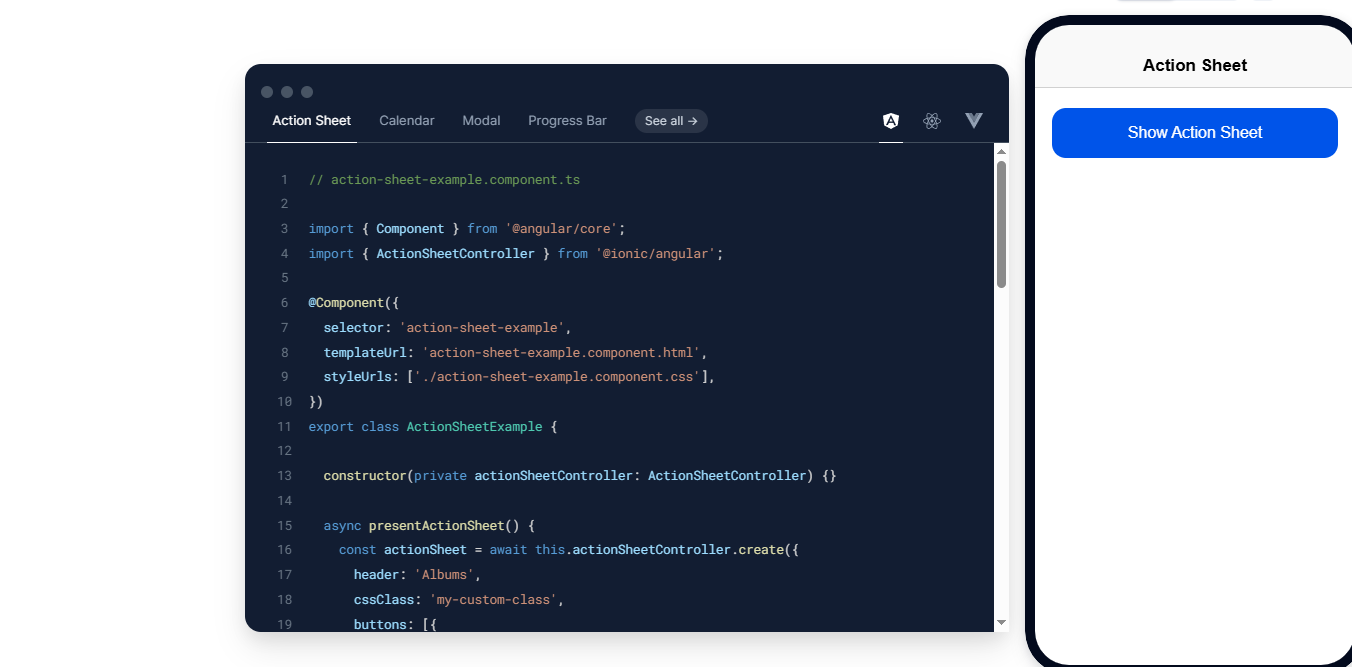 Action Sheet
Calendar
Modal
Progress Bar
See all →
1 // action-sheet-example.component.ts
2
3 import { Component } from '@angular/core';
4 import { ActionSheetController } from '@ionic/angular';
5
6 @Component({
7   selector: 'action-sheet-example',
8   templateUrl: 'action-sheet-example.component.html',
9   styleUrls: ['./action-sheet-example.component.css'],
10 })
11 export class ActionSheetExample {
12
13   constructor(private actionSheetController: ActionSheetController) {}
14
15   async presentActionSheet() {
16     const actionSheet = await this.actionSheetController.create({
17       header: 'Albums',
18       cssClass: 'my-custom-class',
19       buttons: [{
Action Sheet
Show Action Sheet